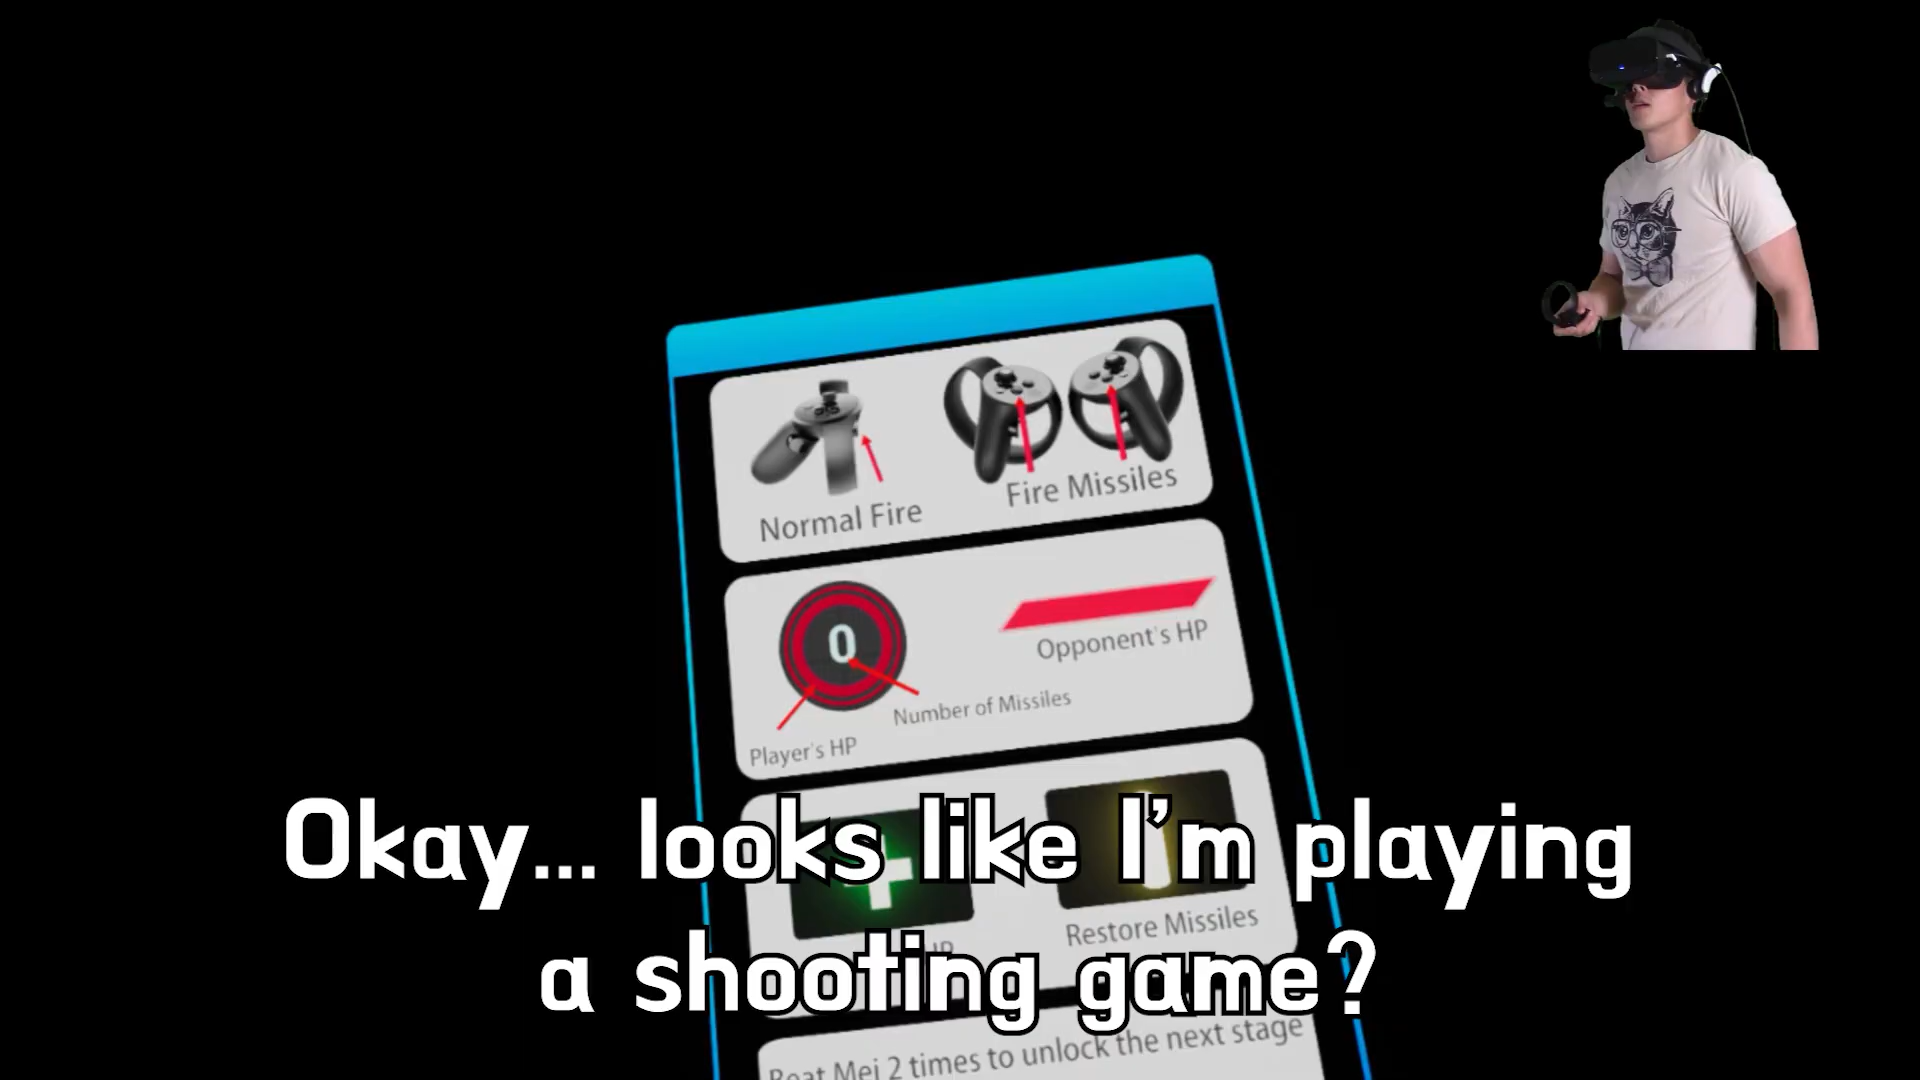 Normal Fire
Fire Missiles
0
Opponent's HP
Number of Missiles
Player's HP
Okay... looks like I'm playing
HP
Restore Missiles
a shooting game?
Beat Mei 2 times to unlock the next stage